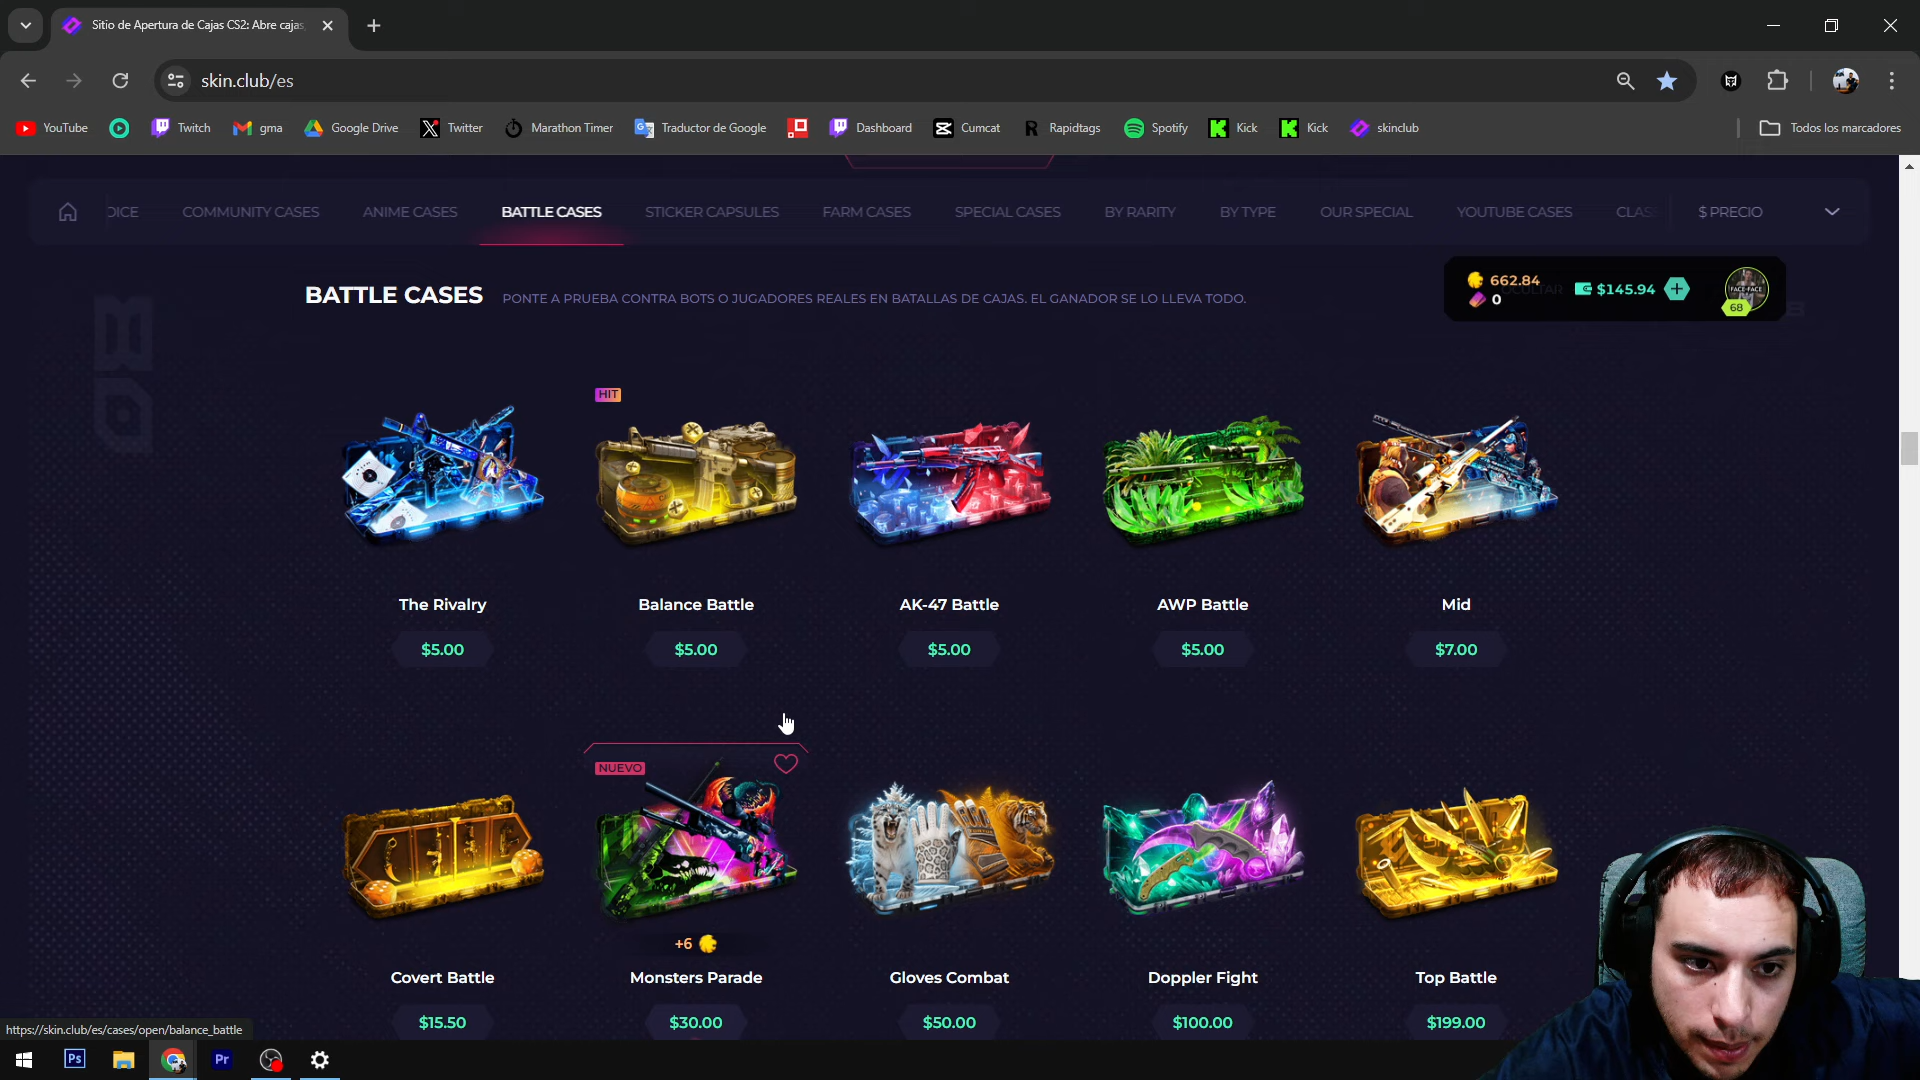 Sitio de Apertura de Cajas CS2: Abre cajas
skin.club/es
YouTube
Twitch
gma
Google Drive
Twitter
Marathon Timer
Traductor de Google
Dashboard
Cumcat
Rapidtags
Spotify
Kick
Kick
skinclub
Todos los marcadores
COMMUNITY CASES
ANIME CASES
BATTLE CASES
STICKER CAPSULES
FARM CASES
SPECIAL CASES
BY RARITY
BY TYPE
OUR SPECIAL
YOUTUBE CASES
$ PRECIO
BATTLE CASES
PONTE A PRUEBA CONTRA BOTS O JUGADORES REALES EN BATALLAS DE CAJAS. EL GANADOR SE LO LLEVA TODO.
662.84
0
OCULTAR
$145.94
FACE-FACE
68
HIT
The Rivalry
Balance Battle
AK-47 Battle
AWP Battle
Mid
$5.00
$5.00
$5.00
$5.00
$7.00
NUEVO
+6
Covert Battle
Monsters Parade
Gloves Combat
Doppler Fight
Top Battle
$15.50
$30.00
$50.00
$100.00
$199.00
https://skin.club/es/cases/open/balance_battle
Ps
Pr